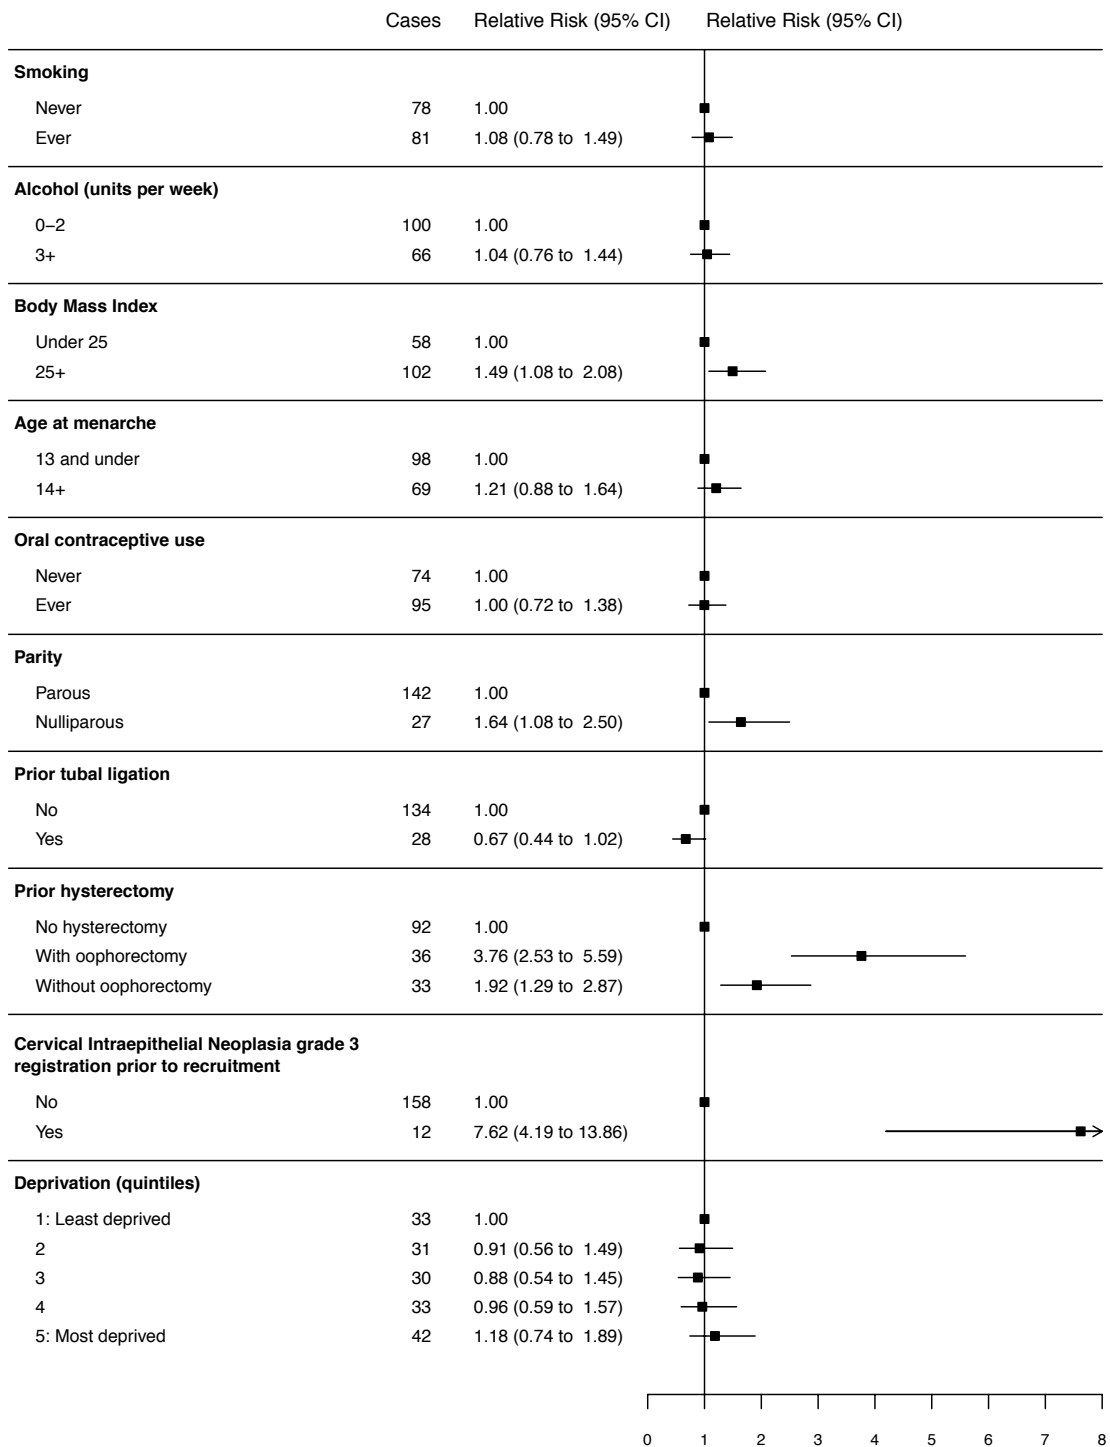 Cases Relative Risk (95% CI) Relative Risk (95% CI)
Smoking
Never 78 1.00
Ever 81 1.08 (0.78 to 1.49)
Alcohol (units per week)
0−2 100 1.00
3+ 66 1.04 (0.76 to 1.44)
Body Mass Index
Under 25 58 1.00
25+ 102 1.49 (1.08 to 2.08)
Age at menarche
13 and under 98 1.00
14+ 69 1.21 (0.88 to 1.64)
Oral contraceptive use
Never 74 1.00
Ever 95 1.00 (0.72 to 1.38)
Parity
Parous 142 1.00
Nulliparous 27 1.64 (1.08 to 2.50)
Prior tubal ligation
No 134 1.00
Yes 28 0.67 (0.44 to 1.02)
Prior hysterectomy
No hysterectomy 92 1.00
With oophorectomy 36 3.76 (2.53 to 5.59)
Without oophorectomy 33 1.92 (1.29 to 2.87)
Cervical Intraepithelial Neoplasia grade 3
registration prior to recruitment
No 158 1.00
Yes 12 7.62 (4.19 to 13.86)
Deprivation (quintiles)
1: Least deprived 33 1.00
2 31 0.91 (0.56 to 1.49)
3 30 0.88 (0.54 to 1.45)
4 33 0.96 (0.59 to 1.57)
5: Most deprived 42 1.18 (0.74 to 1.89)
0 1 2 3 4 5 6 7 8